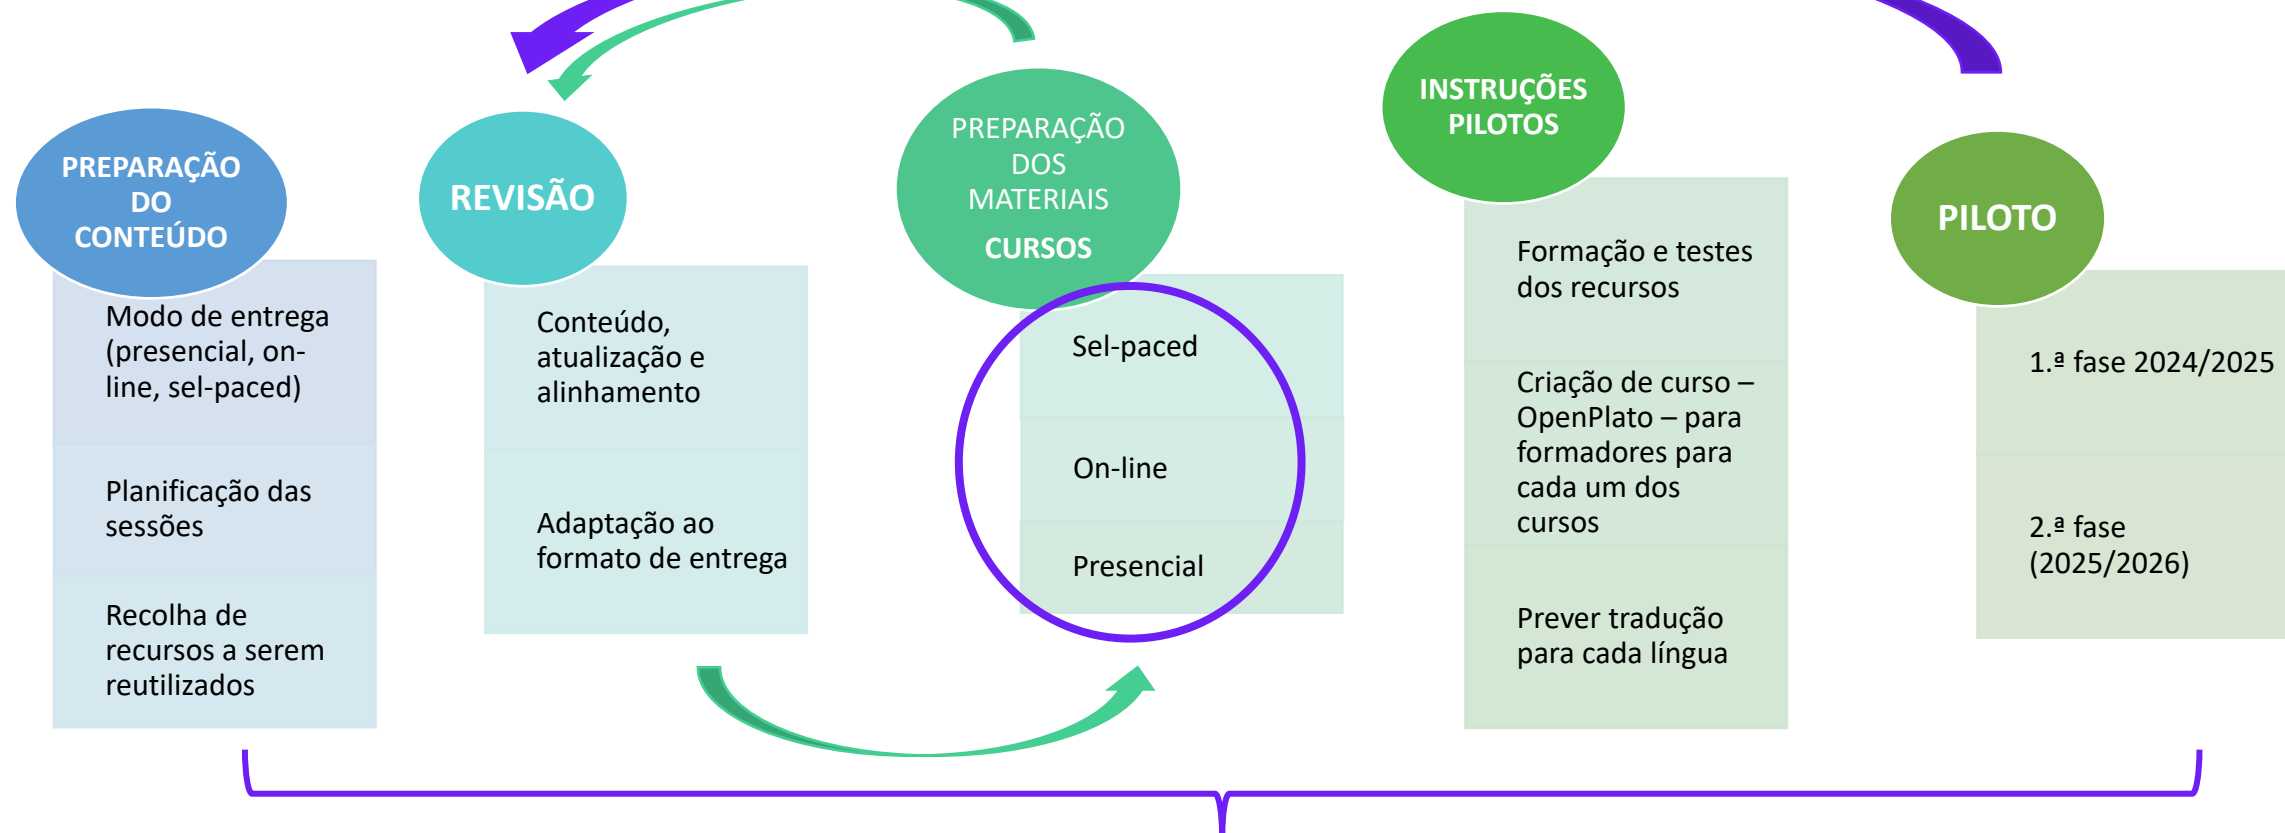 PREPARAÇÃO
DO
CONTEÚDO
Modo de entrega
(presencial, on-
line, sel-paced)
Planificação das
sessões
Recolha de
recursos a serem
reutilizados
REVISÃO
Conteúdo,
atualização e
alinhamento
Adaptação ao
formato de entrega
PREPARAÇÃO
DOS
MATERIAIS
CURSOS
Sel-paced
On-line
Presencial
INSTRUÇÕES
PILOTOS
Formação e testes
dos recursos
Criação de curso –
OpenPlato – para
formadores para
cada um dos
cursos
Prever tradução
para cada língua
PILOTO
1.ª fase 2024/2025
2.ª fase
(2025/2026)